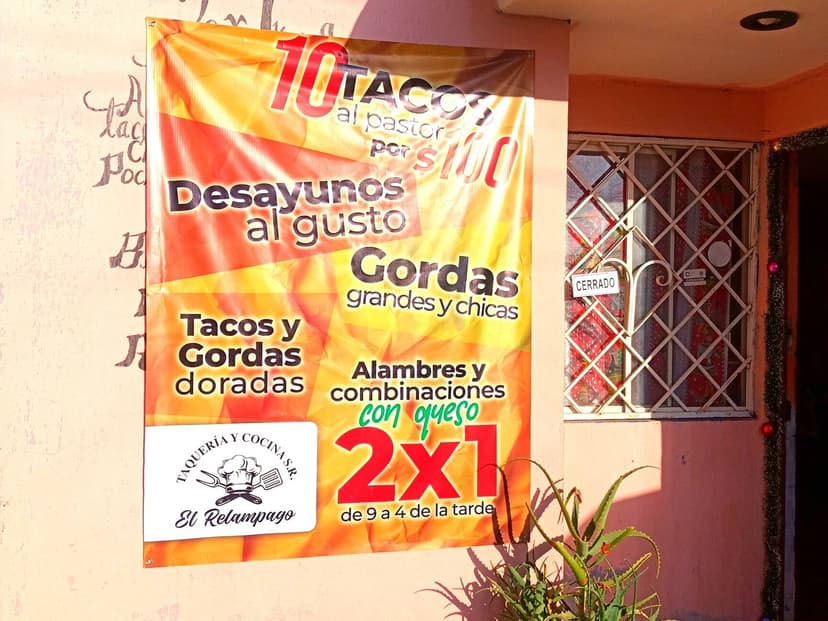 10 TACOS
al pastor
por $100
Desayunos
al gusto
Gordas
grandes y chicas
Tacos y
Gordas
doradas
Alambres y
combinaciones
con queso
2x1
de 9 a 4 de la tarde
TAQUERÍA Y COCINA S.R.
El Relampago
CERRADO